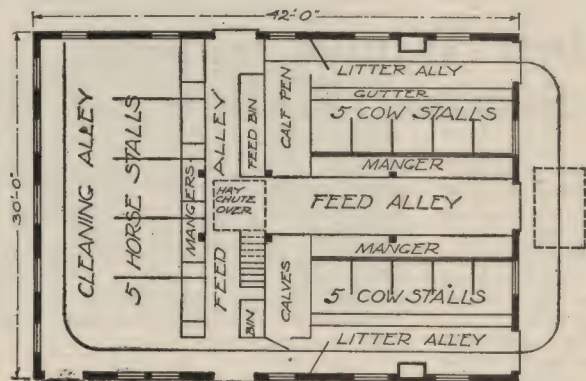 42'-0"
30'-0"
CLEANING ALLEY
5 HORSE STALLS
MANGERS
FEED ALLEY
FEED BIN
HAY
CHUTE
OVER
BIN
CALF PEN
CALVES
LITTER ALLY
GUTTER
5 COW STALLS
MANGER
FEED ALLEY
MANGER
5 COW STALLS
LITTER ALLEY